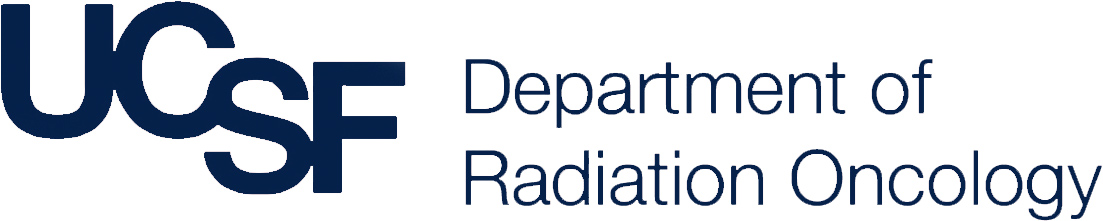 UCSF
Department of
Radiation Oncology